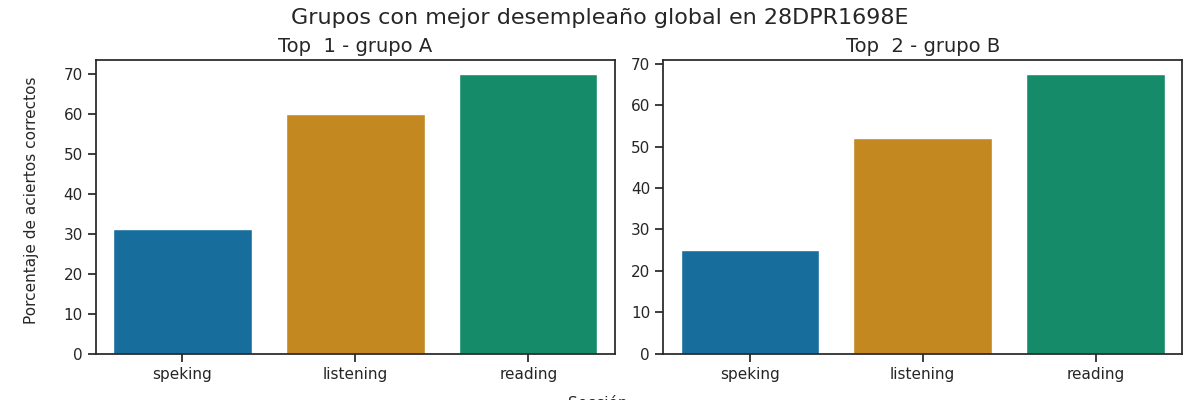 Grupos con mejor desempleaño global en 28DPR1698E
Top 1 - grupo A
Top 2 - grupo B
Porcentaje de aciertos correctos
70
60
50
40
30
20
10
0
speking
listening
reading
70
60
50
40
30
20
10
0
speking
listening
reading
Sección